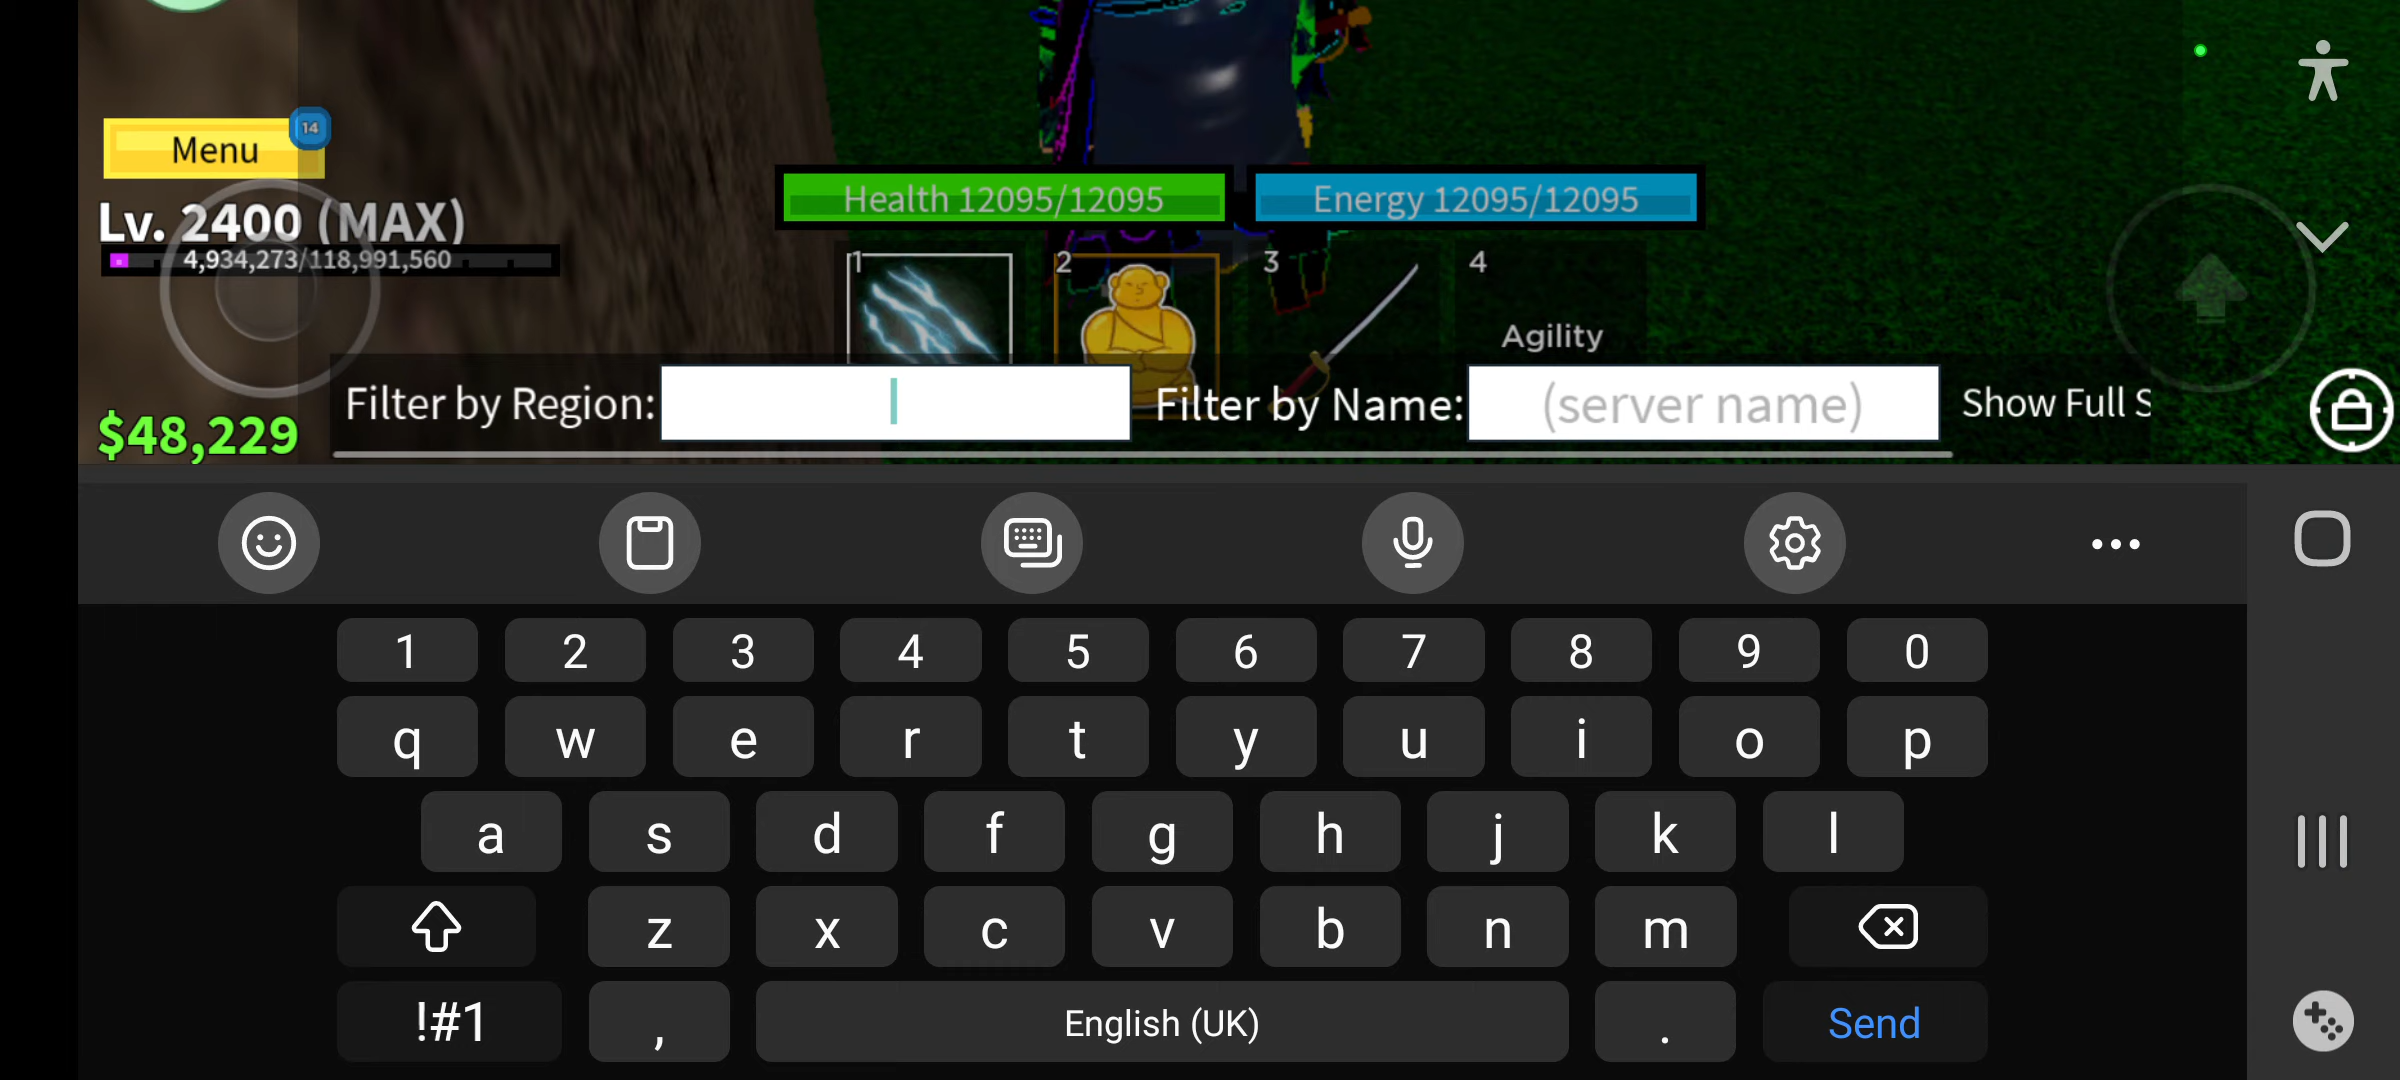 14
Menu
Lv. 2400 (MAX)
4,934,273/118,991,560
Health 12095/12095
Energy 12095/12095
1
2
3
4
Agility
Filter by Region:
Filter by Name:
(server name)
Show Full S
$48,229
1 2 3 4 5 6 7 8 9 0
q w e r t y u i o p
a s d f g h j k l
z x c v b n m
!#1 , English (UK) . Send